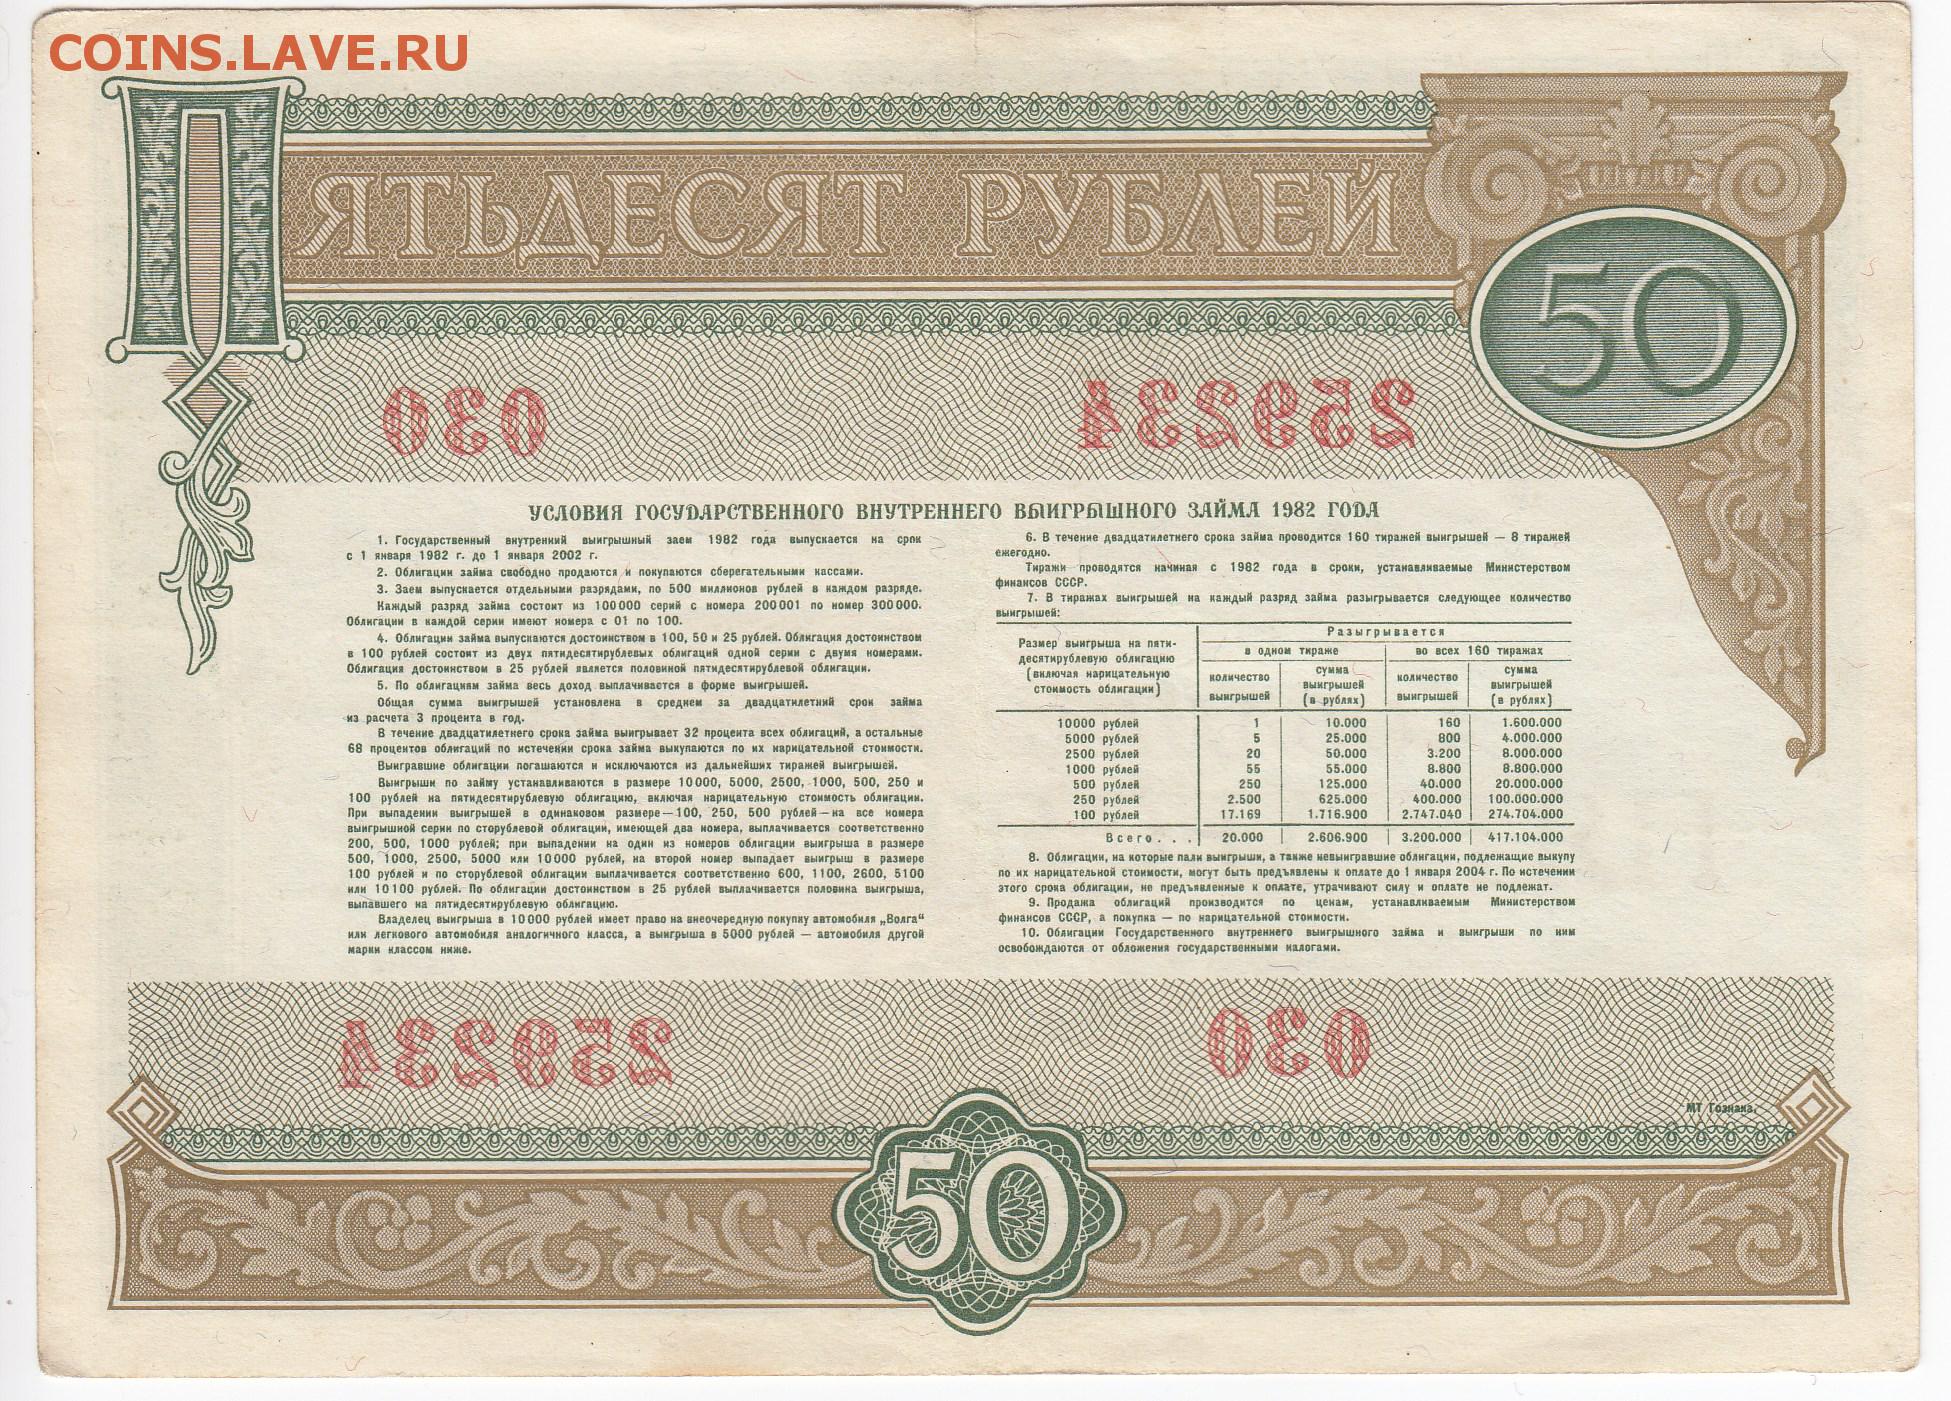 COINS.LAVE.RU
ПЯТЬДЕСЯТ РУБЛЕЙ
50
030 259234
УСЛОВИЯ ГОСУДАРСТВЕННОГО ВНУТРЕННЕГО ВЫИГРЫШНОГО ЗАЙМА 1982 ГОДА
1. Государственный внутренний выигрышный заем 1982 года выпускается на срок
с 1 января 1982 г. до 1 января 2002 г.
2. Облигации займа свободно продаются и покупаются сберегательными кассами.
3. Заем выпускается отдельными разрядами, по 500 миллионов рублей в каждом разряде.
Каждый разряд займа состоит из 100000 серий с номера 200001 по номер 300000.
Облигации в каждой серии имеют номера с 01 по 100.
4. Облигации займа выпускаются достоинством в 100, 50 и 25 рублей. Облигация достоинством
в 100 рублей состоит из двух пятидесятирублевых облигаций одной серии с двумя номерами.
Облигация достоинством в 25 рублей является половиной пятидесятирублевой облигации.
5. По облигациям займа весь доход выплачивается в форме выигрышей.
Общая сумма выигрышей установлена в среднем за двадцатилетний срок займа
из расчета 3 процента в год.
В течение двадцатилетнего срока займа выигрывает 32 процента всех облигаций, а остальные
68 процентов облигаций по истечении срока займа выкупаются по их нарицательной стоимости.
Выигравшие облигации погашаются и исключаются из дальнейших тиражей выигрышей.
Выигрыши по займу устанавливаются в размере 10000, 5000, 2500, 1000, 500, 250 и
100 рублей на пятидесятирублевую облигацию, включая нарицательную стоимость облигации.
При выпадении выигрышей в одинаковом размере — 100, 250, 500 рублей — на все номера
выигрышной серии по сторублевой облигации, имеющей два номера, выплачивается соответственно
200, 500, 1000 рублей; при выпадении на один из номеров облигации выигрыша в размере
500, 1000, 2500, 5000 или 10000 рублей, на второй номер выпадает выигрыш в размере
100 рублей и по сторублевой облигации выплачивается соответственно 600, 1100, 2600, 5100
или 10100 рублей. По облигации достоинством в 25 рублей выплачивается половина выигрыша,
выпавшего на пятидесятирублевую облигацию.
Владелец выигрыша в 10000 рублей имеет право на внеочередную покупку автомобиля „Волга“
или легкового автомобиля аналогичного класса, а выигрыша в 5000 рублей — автомобиля другой
марки классом ниже.
6. В течение двадцатилетнего срока займа проводится 160 тиражей выигрышей — 8 тиражей
ежегодно.
Тиражи проводятся начиная с 1982 года в сроки, устанавливаемые Министерством
финансов СССР.
7. В тиражах выигрышей на каждый разряд займа разыгрывается следующее количество
выигрышей:
Размер выигрыша на пяти-
десятирублевую облигацию
(включая нарицательную
стоимость облигации)
Разыгрывается
в одном тираже во всех 160 тиражах
количество выигрышей сумма выигрышей (в рублях) количество выигрышей сумма выигрышей (в рублях)
10000 рублей 1 10.000 160 1.600.000
5000 рублей 5 25.000 800 4.000.000
2500 рублей 20 50.000 3.200 8.000.000
1000 рублей 55 55.000 8.800 8.800.000
500 рублей 250 125.000 40.000 20.000.000
250 рублей 2.500 625.000 400.000 100.000.000
100 рублей 17.169 1.716.900 2.747.040 274.704.000
Всего... 20.000 2.606.900 3.200.000 417.104.000
8. Облигации, на которые пали выигрыши, а также невыигравшие облигации, подлежащие выкупу
по их нарицательной стоимости, могут быть предъявлены к оплате до 1 января 2004 г. По истечении
этого срока облигации, не предъявленные к оплате, утрачивают силу и оплате не подлежат.
9. Продажа облигаций производится по ценам, устанавливаемым Министерством
финансов СССР, а покупка — по нарицательной стоимости.
10. Облигации Государственного внутреннего выигрышного займа и выигрыши по ним
освобождаются от обложения государственными налогами.
259234 030
МТ Гознака.
50